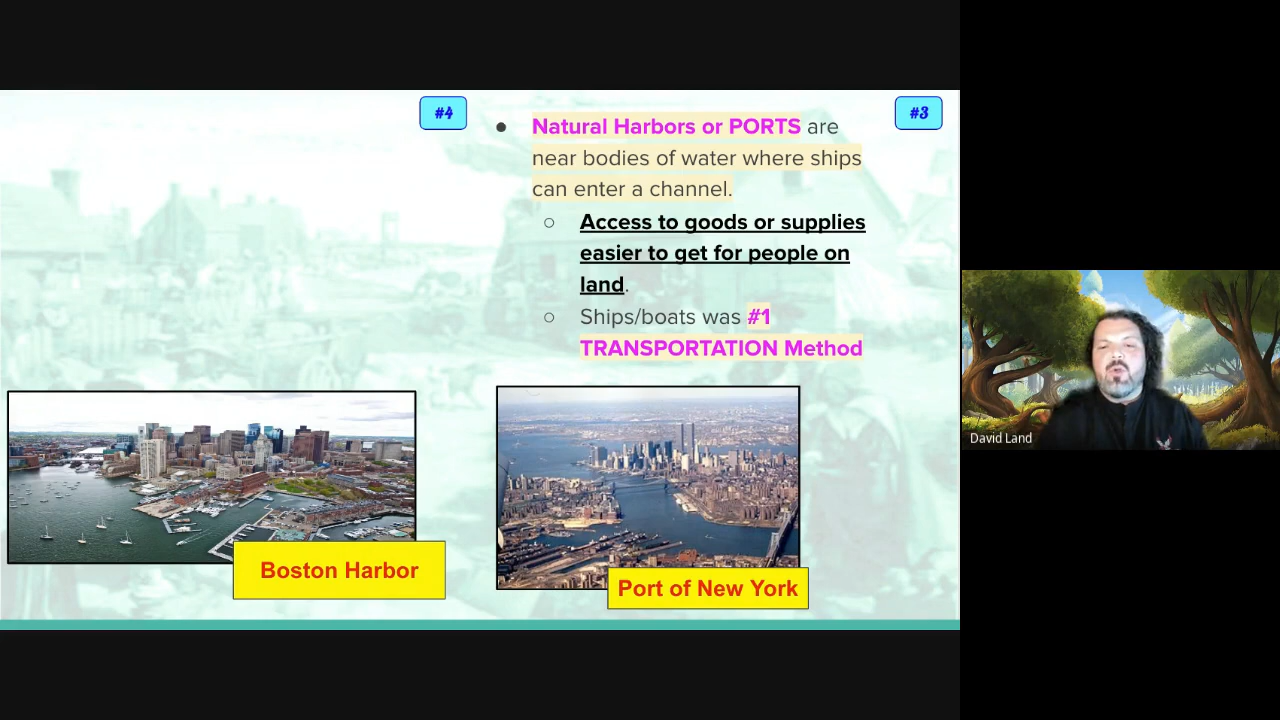 #4
#3
● Natural Harbors or PORTS are
near bodies of water where ships
can enter a channel.
○ Access to goods or supplies
easier to get for people on
land.
○ Ships/boats was #1
TRANSPORTATION Method
Boston Harbor
Port of New York
David Land